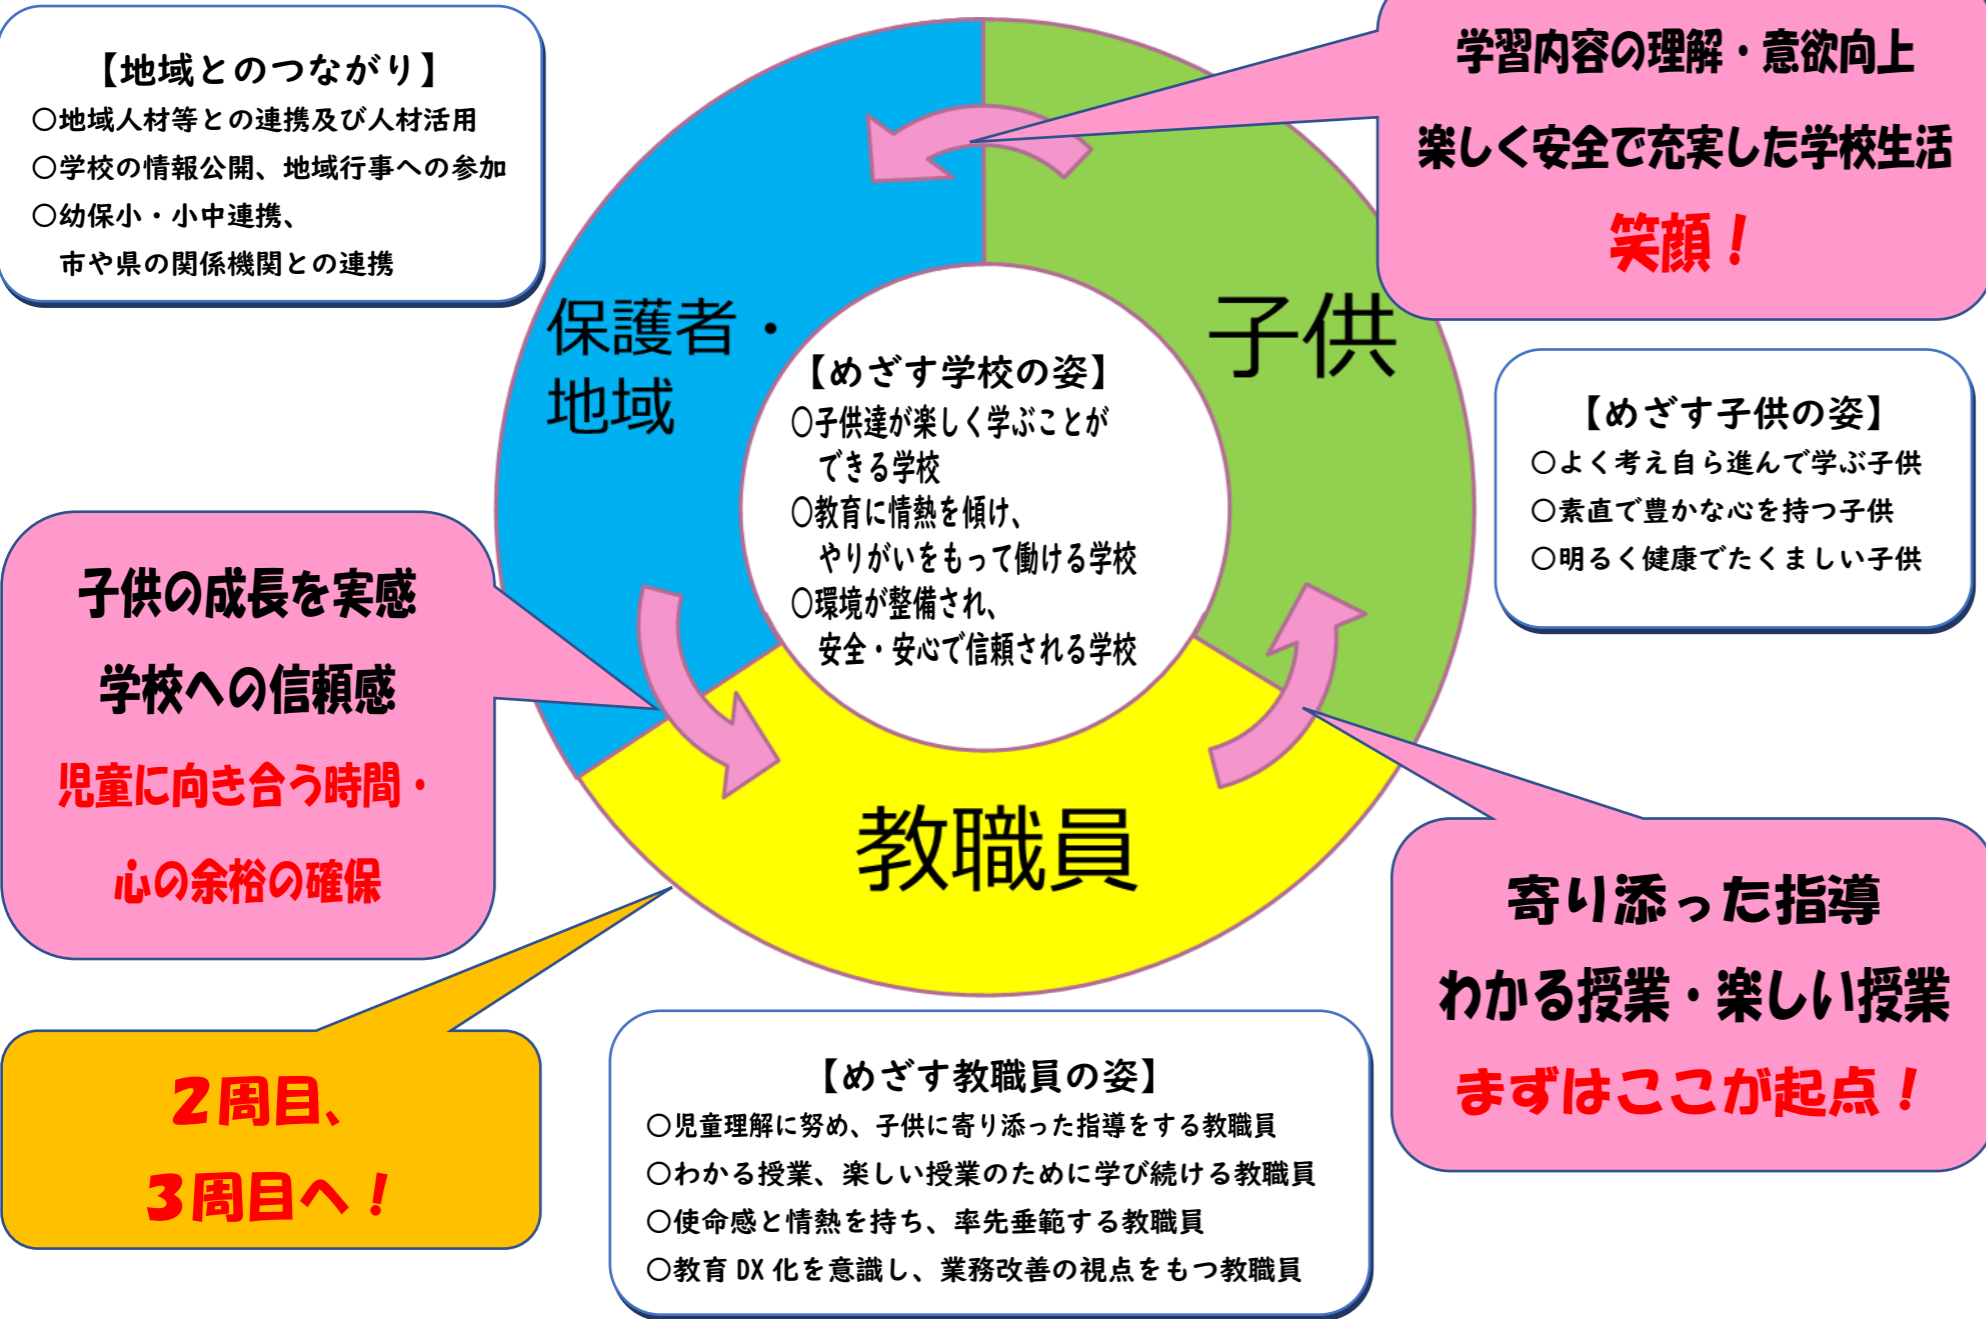 【地域とのつながり】
○地域人材等との連携及び人材活用
○学校の情報公開、地域行事への参加
○幼保小・小中連携、
市や県の関係機関との連携
学習内容の理解・意欲向上
楽しく安全で充実した学校生活
笑顔！
保護者・
地域
子供
【めざす学校の姿】
○子供達が楽しく学ぶことが
できる学校
○教育に情熱を傾け、
やりがいをもって働ける学校
○環境が整備され、
安全・安心で信頼される学校
【めざす子供の姿】
○よく考え自ら進んで学ぶ子供
○素直で豊かな心を持つ子供
○明るく健康でたくましい子供
子供の成長を実感
学校への信頼感
児童に向き合う時間・
心の余裕の確保
教職員
寄り添った指導
わかる授業・楽しい授業
まずはここが起点！
２周目、
３周目へ！
【めざす教職員の姿】
○児童理解に努め、子供に寄り添った指導をする教職員
○わかる授業、楽しい授業のために学び続ける教職員
○使命感と情熱を持ち、率先垂範する教職員
○教育 DX 化を意識し、業務改善の視点をもつ教職員